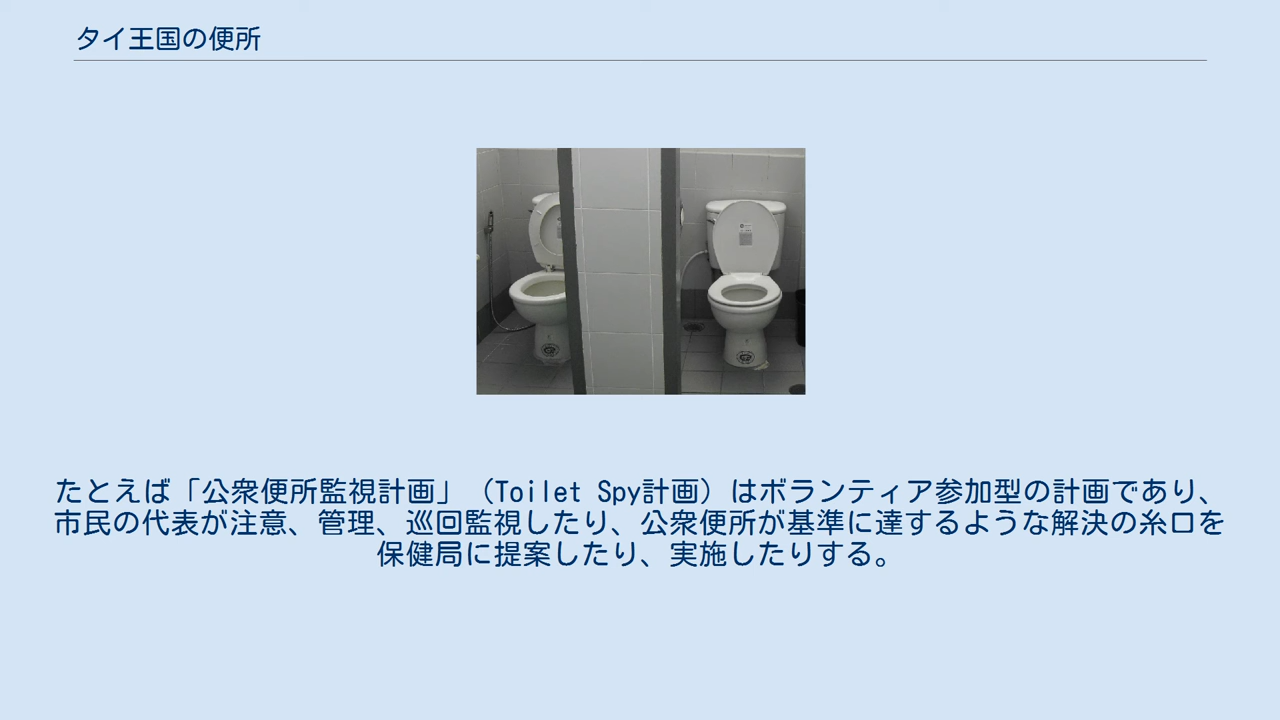 タイ王国の便所
たとえば「公衆便所監視計画」（Toilet Spy計画）はボランティア参加型の計画であり、
市民の代表が注意、管理、巡回監視したり、公衆便所が基準に達するような解決の糸口を
保健局に提案したり、実施したりする。